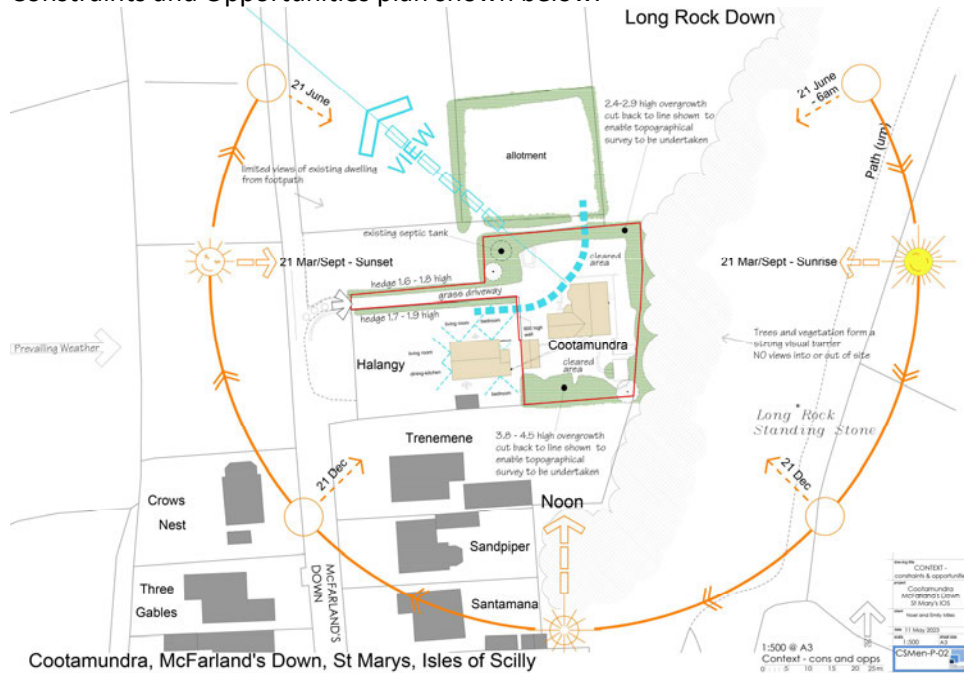 Constraints and Opportunities plan shown below:
Long Rock Down
21 June
21 June
- 6am
2.4-2.9 high overgrowth
cut back to line shown to
enable topographical
survey to be undertaken
VIEW
allotment
Path (um)
limited views of existing dwelling
from footpath
existing septic tank
21 Mar/Sept - Sunset
cleared
area
21 Mar/Sept - Sunrise
hedge 1.6 - 1.8 high
grass driveway
hedge 1.7 - 1.9 high
living room
bedroom
600 high
wall
Prevailing Weather
living room
Cootamundra
Trees and vegetation form a
strong visual barrier
NO views into or out of site
Halangy
dining-kitchen
cleared
area
bedroom
Long Rock
Standing Stone
Trenemene
3.8 - 4.5 high overgrowth
cut back to line shown to
enable topographical
survey to be undertaken
21 Dec
21 Dec
Crows
Nest
Noon
Sandpiper
McFARLAND'S
DOWN
Three
Gables
Santamana
CONTEXT -
constraints & opportunities
project
Cootamundra
McFarland's Down
St Mary's IOS
Noel and Emily Miles
11 May 2023
1:500
A3
CSMen-P-02
1:500 @ A3
Context - cons and opps
0 5 10 15 20 25m
Cootamundra, McFarland's Down, St Marys, Isles of Scilly